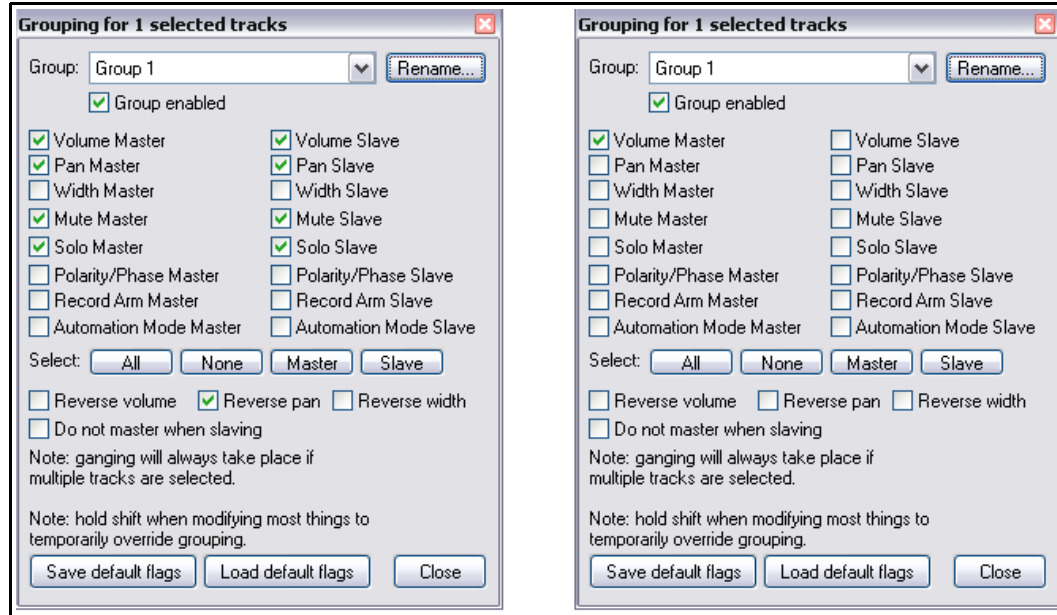 Grouping for 1 selected tracks
Group: Group 1 Rename...
Group enabled
Volume Master Volume Slave
Pan Master Pan Slave
Width Master Width Slave
Mute Master Mute Slave
Solo Master Solo Slave
Polarity/Phase Master Polarity/Phase Slave
Record Arm Master Record Arm Slave
Automation Mode Master Automation Mode Slave
Select: All None Master Slave
Reverse volume Reverse pan Reverse width
Do not master when slaving
Note: ganging will always take place if
multiple tracks are selected.
Note: hold shift when modifying most things to
temporarily override grouping.
Save default flags Load default flags Close
Grouping for 1 selected tracks
Group: Group 1 Rename...
Group enabled
Volume Master Volume Slave
Pan Master Pan Slave
Width Master Width Slave
Mute Master Mute Slave
Solo Master Solo Slave
Polarity/Phase Master Polarity/Phase Slave
Record Arm Master Record Arm Slave
Automation Mode Master Automation Mode Slave
Select: All None Master Slave
Reverse volume Reverse pan Reverse width
Do not master when slaving
Note: ganging will always take place if
multiple tracks are selected.
Note: hold shift when modifying most things to
temporarily override grouping.
Save default flags Load default flags Close